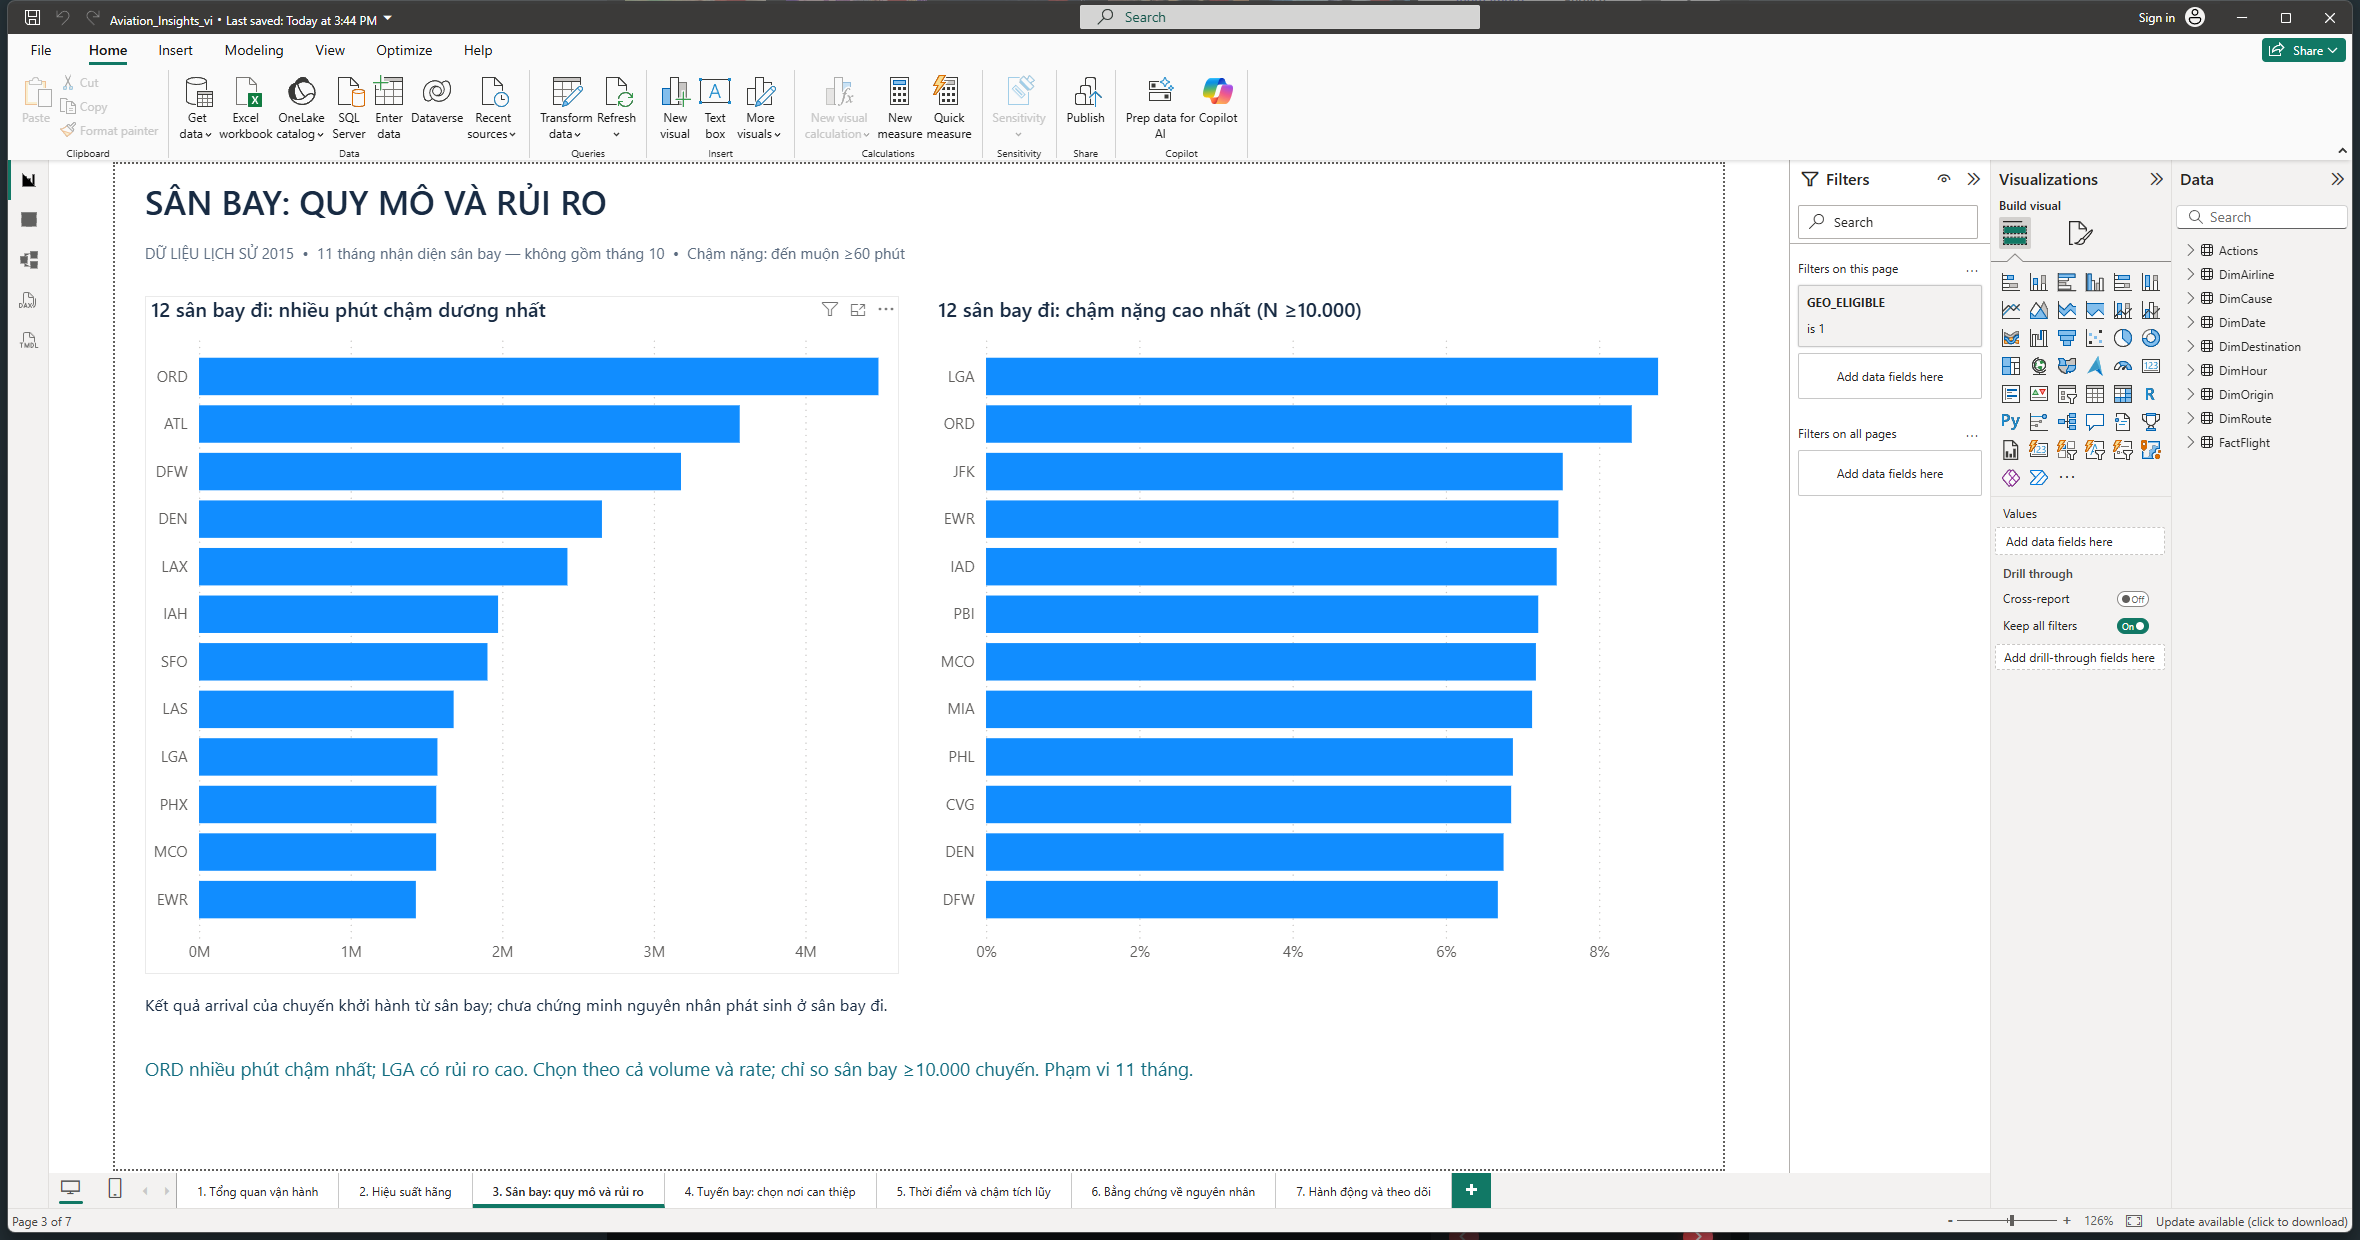 Aviation_Insights_vi • Last saved: Today at 3:44 PM
Search
Sign in
File
Home
Insert
Modeling
View
Optimize
Help
Share
Paste
Cut
Copy
Format painter
Clipboard
Get data
Excel workbook
OneLake catalog
SQL Server
Enter data
Dataverse
Recent sources
Data
Transform data
Refresh
Queries
New visual
Text box
More visuals
Insert
New visual calculation
New measure
Quick measure
Calculations
Sensitivity
Sensitivity
Publish
Share
Prep data for AI
Copilot
Copilot
SÂN BAY: QUY MÔ VÀ RỦI RO
DỮ LIỆU LỊCH SỬ 2015 • 11 tháng nhận diện sân bay — không gồm tháng 10 • Chậm nặng: đến muộn ≥60 phút
12 sân bay đi: nhiều phút chậm dương nhất
ORD
ATL
DFW
DEN
LAX
IAH
SFO
LAS
LGA
PHX
MCO
EWR
0M 1M 2M 3M 4M
12 sân bay đi: chậm nặng cao nhất (N ≥10.000)
LGA
ORD
JFK
EWR
IAD
PBI
MCO
MIA
PHL
CVG
DEN
DFW
0% 2% 4% 6% 8%
Kết quả arrival của chuyến khởi hành từ sân bay; chưa chứng minh nguyên nhân phát sinh ở sân bay đi.
ORD nhiều phút chậm nhất; LGA có rủi ro cao. Chọn theo cả volume và rate; chỉ so sân bay ≥10.000 chuyến. Phạm vi 11 tháng.
Filters
Search
Filters on this page
GEO_ELIGIBLE
is 1
Add data fields here
Filters on all pages
Add data fields here
Visualizations
Build visual
Values
Add data fields here
Drill through
Cross-report
Off
Keep all filters
On
Add drill-through fields here
Data
Search
Actions
DimAirline
DimCause
DimDate
DimDestination
DimHour
DimOrigin
DimRoute
FactFlight
DAX
TMDL
R
Py
123
1. Tổng quan vận hành
2. Hiệu suất hãng
3. Sân bay: quy mô và rủi ro
4. Tuyến bay: chọn nơi can thiệp
5. Thời điểm và chậm tích lũy
6. Bằng chứng về nguyên nhân
7. Hành động và theo dõi
+
Page 3 of 7
- + 126%
Update available (click to download)